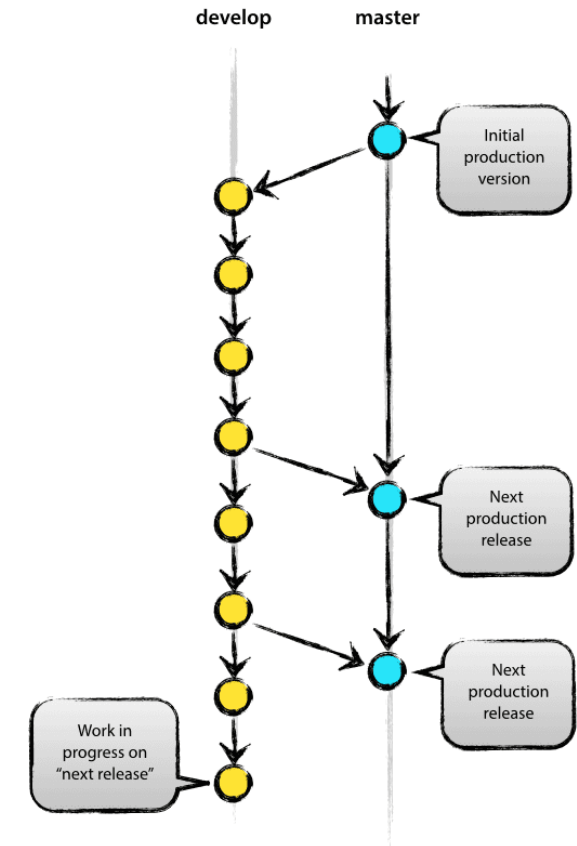 develop
master
Initial
production
version
Next
production
release
Next
production
release
Work in
progress on
“next release”